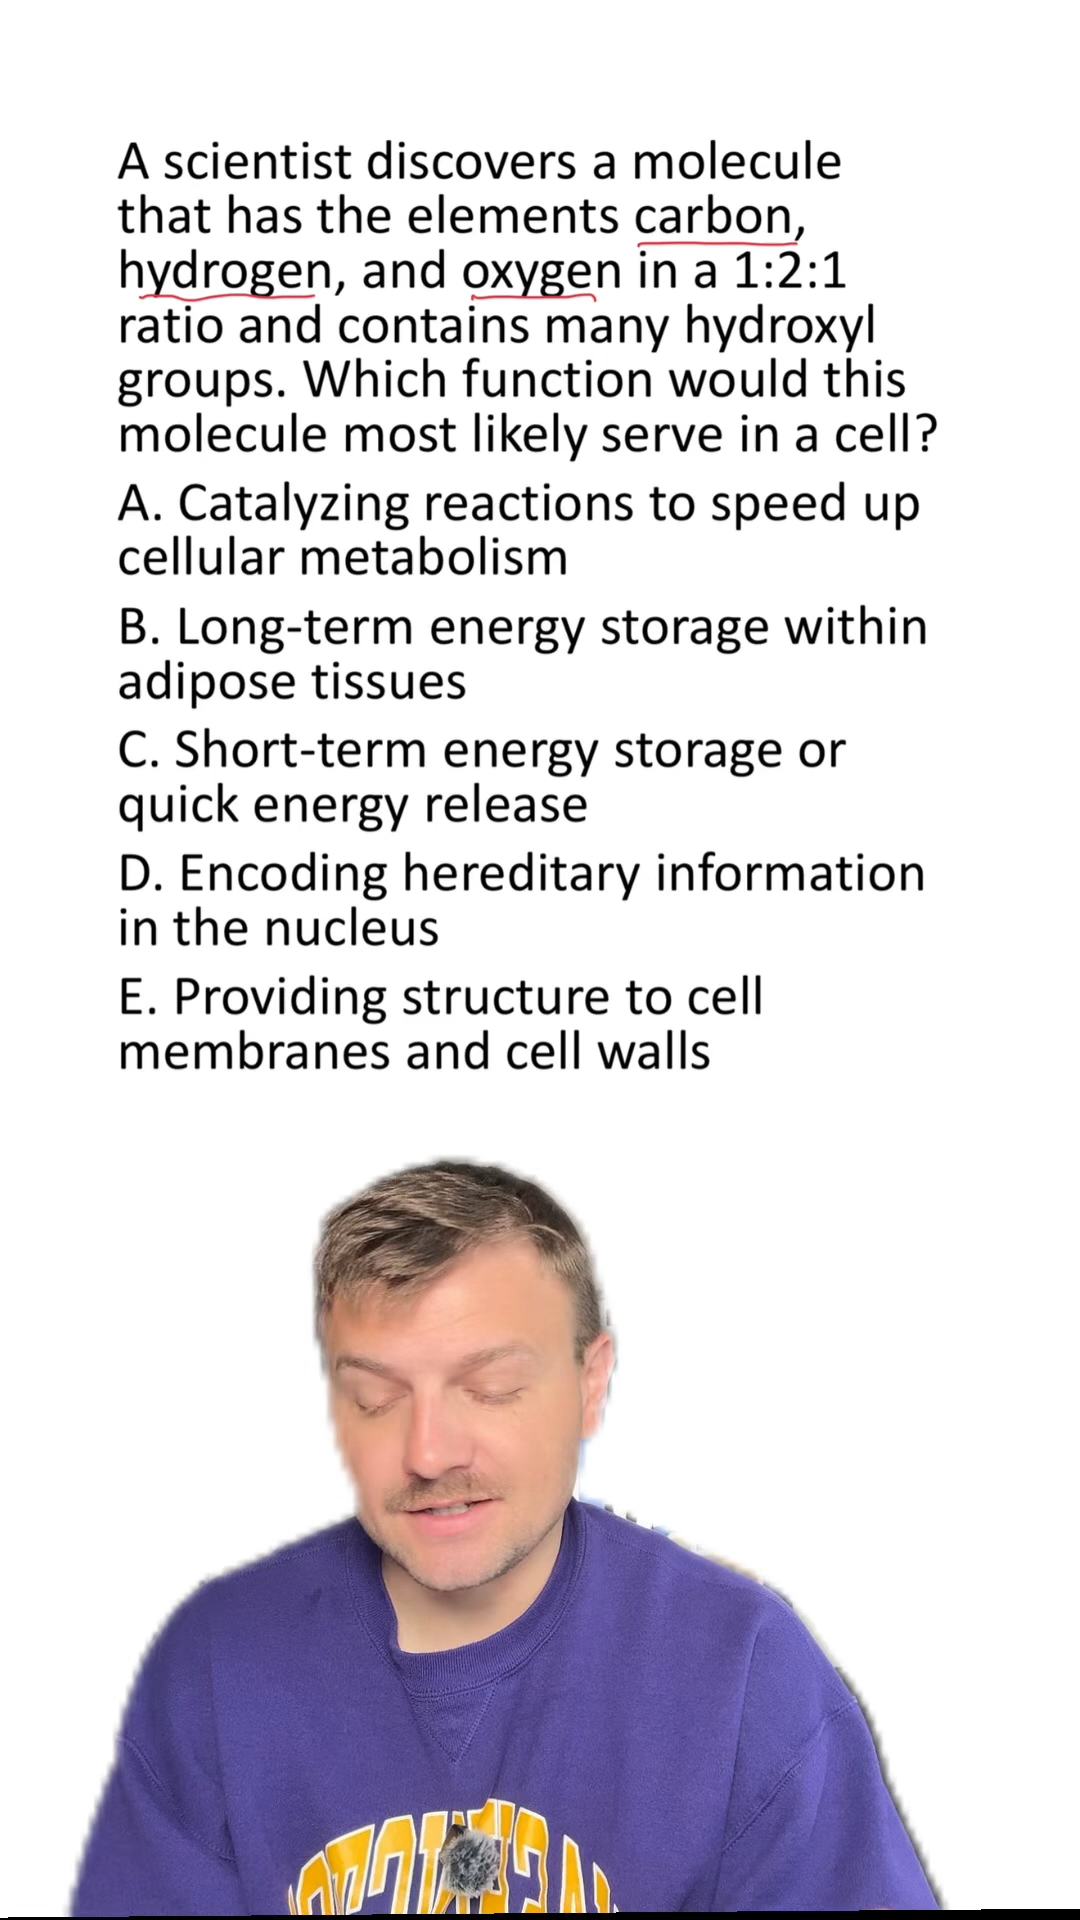 A scientist discovers a molecule
that has the elements carbon,
hydrogen, and oxygen in a 1:2:1
ratio and contains many hydroxyl
groups. Which function would this
molecule most likely serve in a cell?
A. Catalyzing reactions to speed up
cellular metabolism
B. Long-term energy storage within
adipose tissues
C. Short-term energy storage or
quick energy release
D. Encoding hereditary information
in the nucleus
E. Providing structure to cell
membranes and cell walls